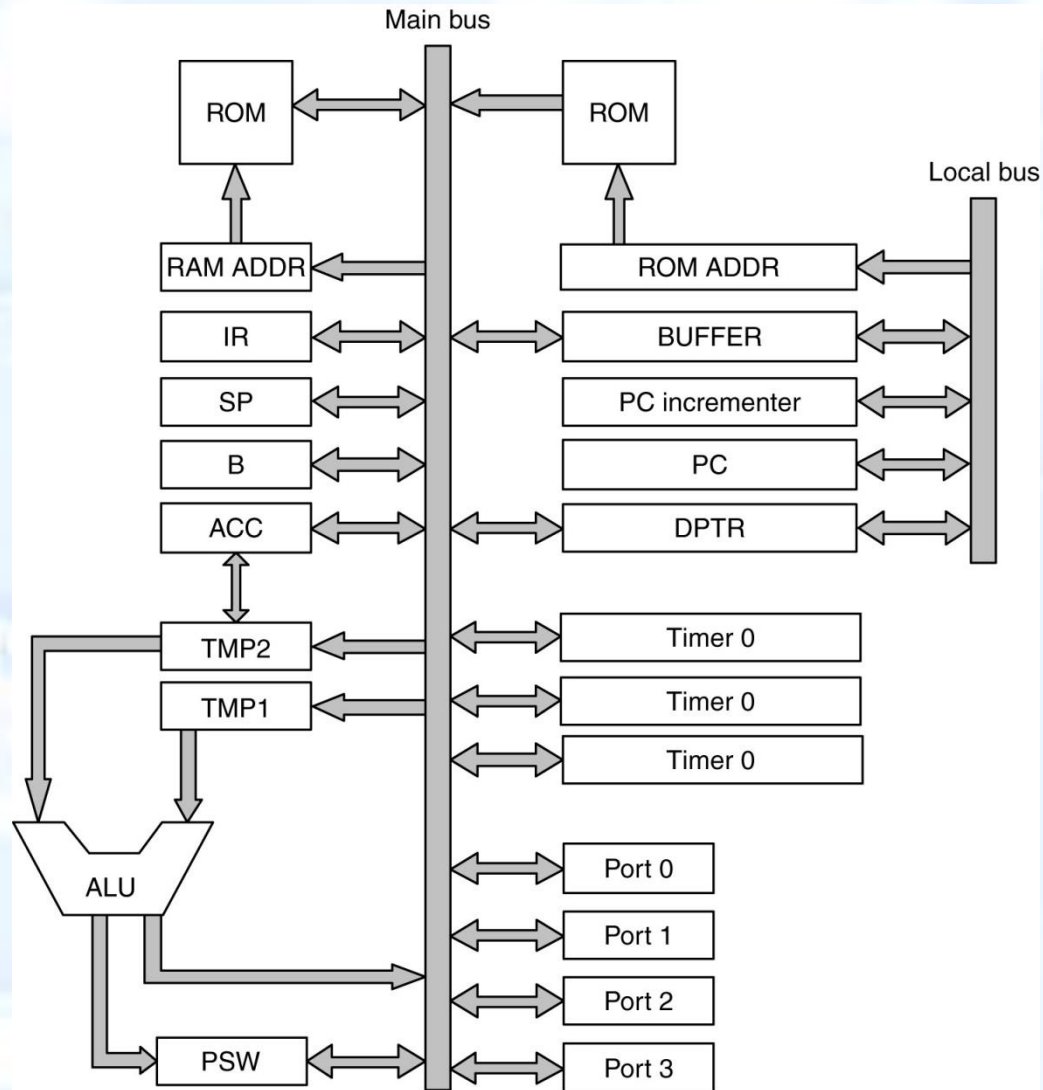 Main bus
ROM
ROM
Local bus
RAM ADDR
ROM ADDR
IR
BUFFER
SP
PC incrementer
B
PC
ACC
DPTR
TMP2
Timer 0
TMP1
Timer 0
Timer 0
ALU
Port 0
Port 1
Port 2
PSW
Port 3